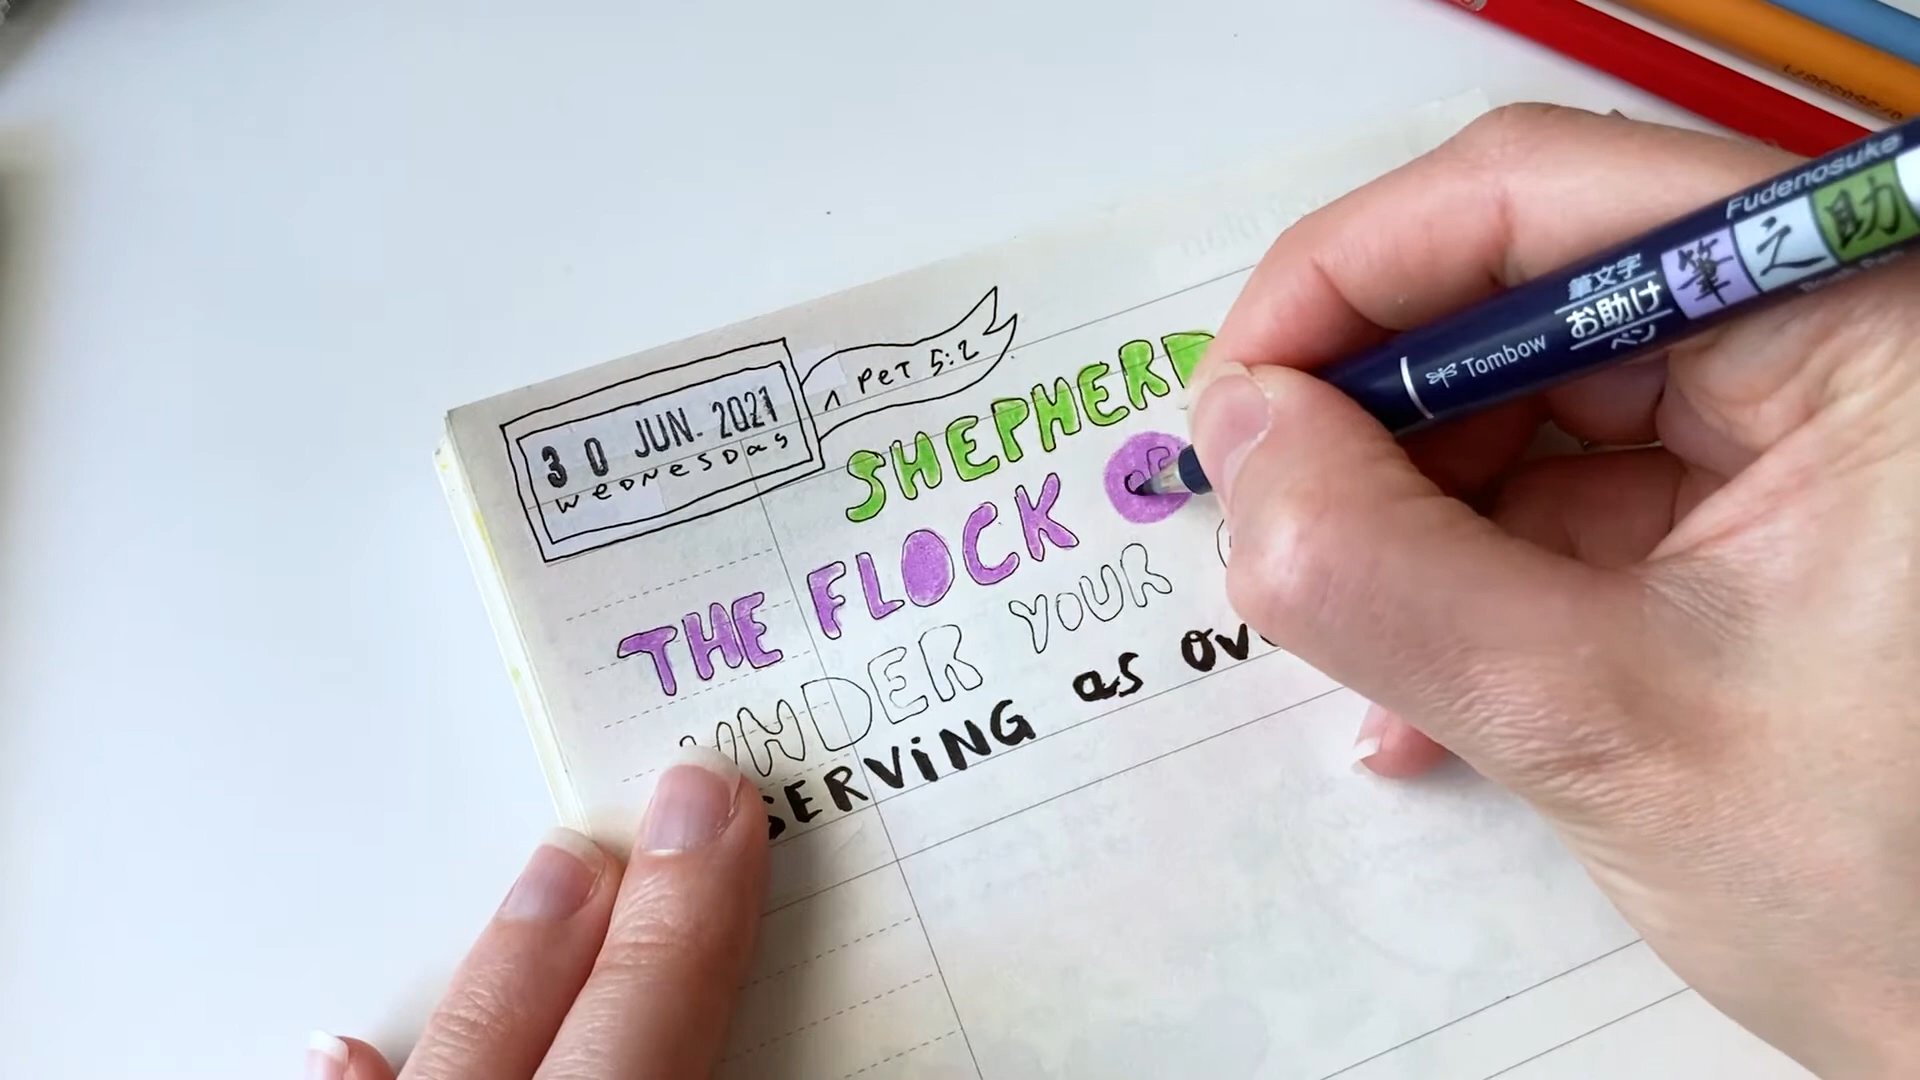 30 JUN. 2021
WeDNeSDay
1 PeT 5:2
SHEPHERD
THE FLOCK OF
UNDER YOUR
SERViNG as
Tombow
筆文字
お助け
ペン
Fudenosuke
筆之助